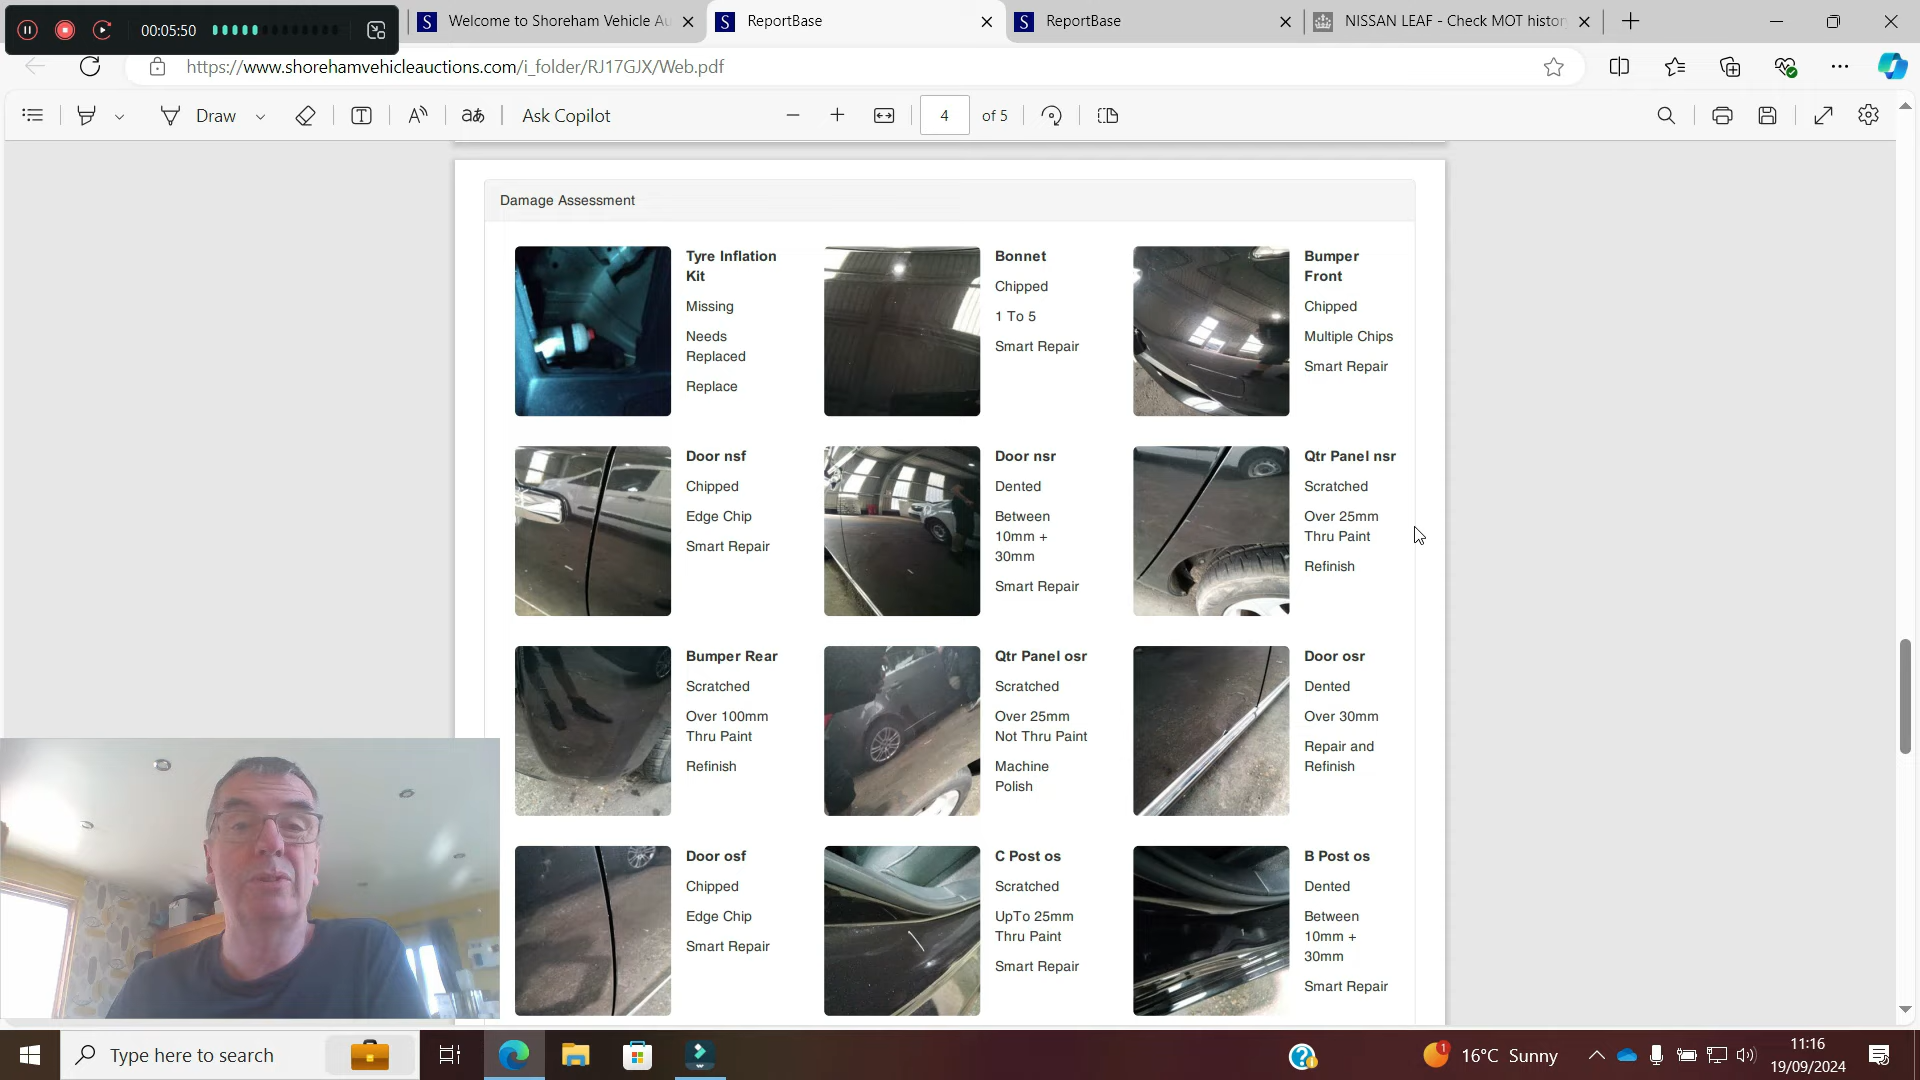 00:05:50
Welcome to Shoreham Vehicle Au
ReportBase
ReportBase
NISSAN LEAF - Check MOT histor
https://www.shorehamvehicleauctions.com/i_folder/RJ17GJX/Web.pdf
Draw
aあ
Ask Copilot
4 of 5
Damage Assessment
Tyre Inflation
Kit
Missing
Needs
Replaced
Replace
Bonnet
Chipped
1 To 5
Smart Repair
Bumper
Front
Chipped
Multiple Chips
Smart Repair
Door nsf
Chipped
Edge Chip
Smart Repair
Door nsr
Dented
Between
10mm +
30mm
Smart Repair
Qtr Panel nsr
Scratched
Over 25mm
Thru Paint
Refinish
Bumper Rear
Scratched
Over 100mm
Thru Paint
Refinish
Qtr Panel osr
Scratched
Over 25mm
Not Thru Paint
Machine
Polish
Door osr
Dented
Over 30mm
Repair and
Refinish
Door osf
Chipped
Edge Chip
Smart Repair
C Post os
Scratched
UpTo 25mm
Thru Paint
Smart Repair
B Post os
Dented
Between
10mm +
30mm
Smart Repair
Type here to search
1
16°C Sunny
11:16
19/09/2024